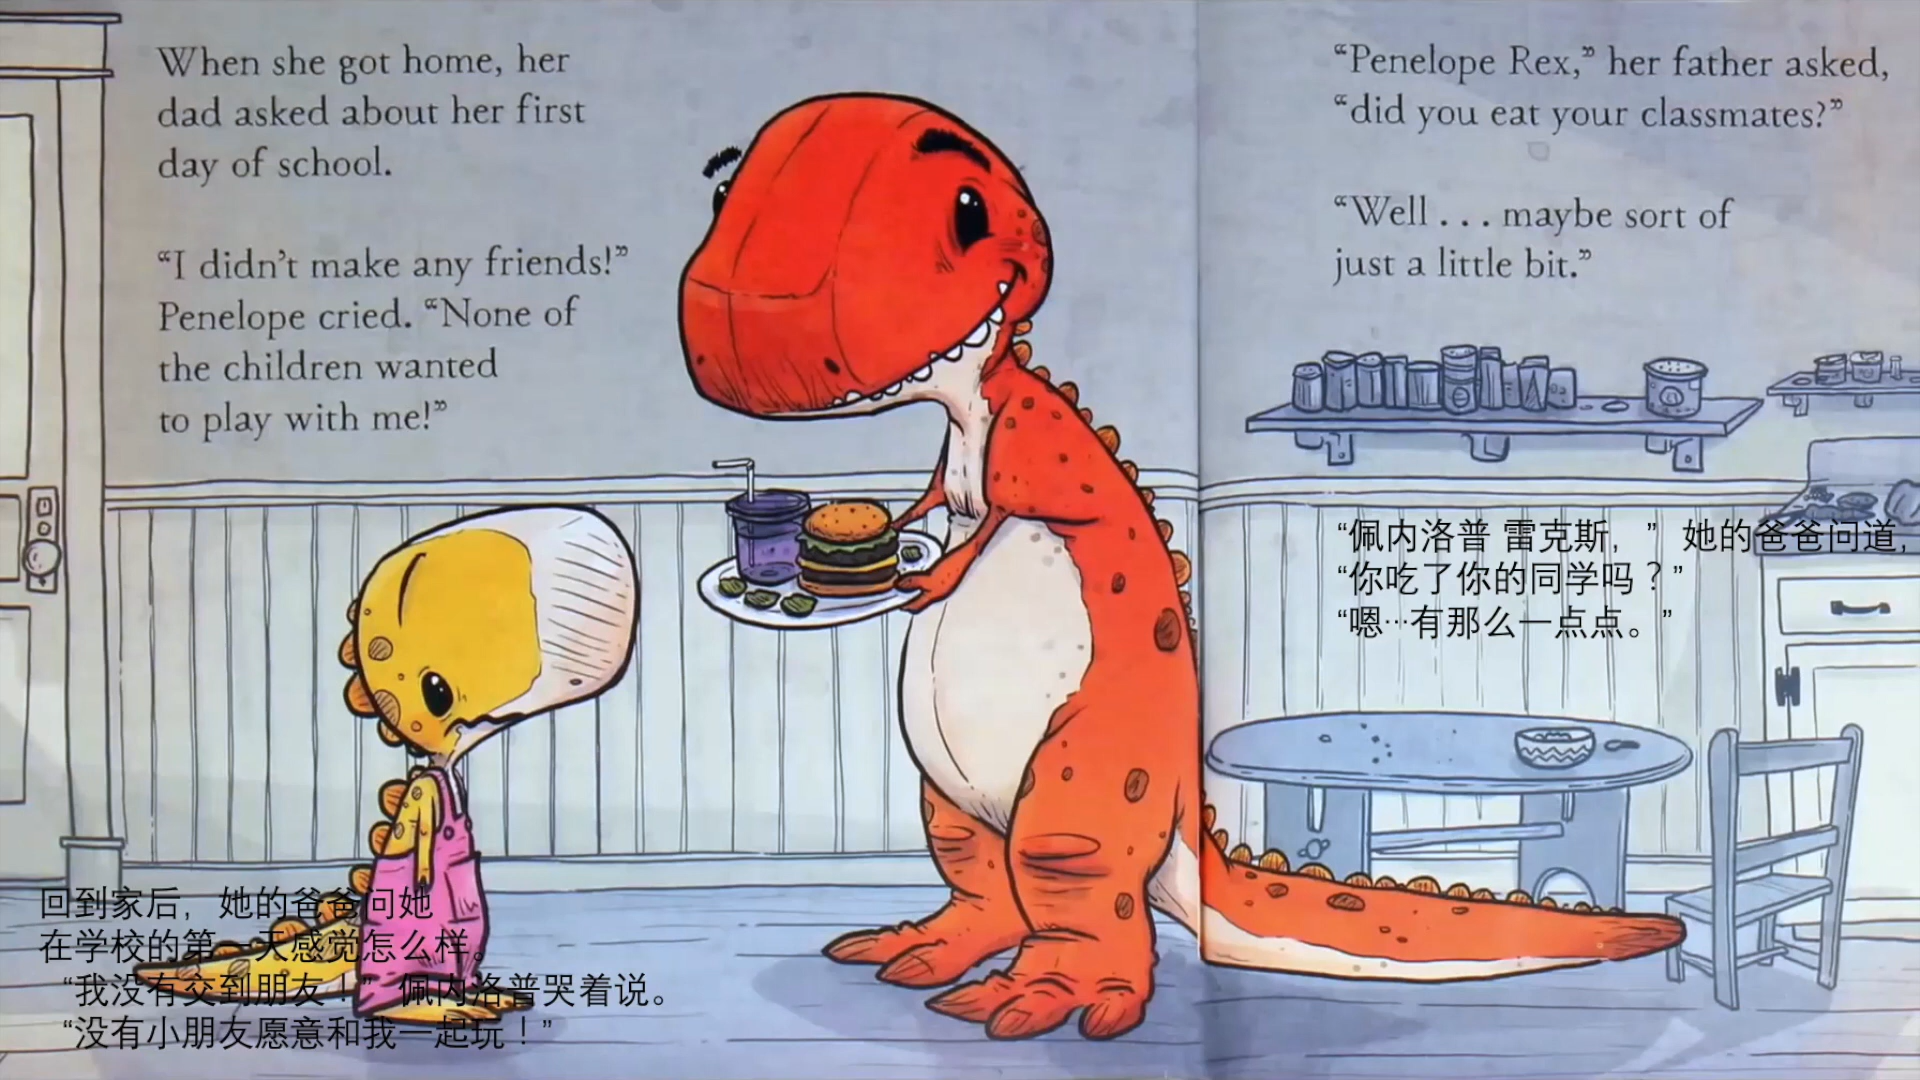 When she got home, her
dad asked about her first
day of school.
“I didn’t make any friends!”
Penelope cried. “None of
the children wanted
to play with me!”
“Penelope Rex,” her father asked,
“did you eat your classmates?”
“Well . . . maybe sort of
just a little bit.”
“佩内洛普 雷克斯，”她的爸爸问道，
“你吃了你的同学吗？”
“嗯…有那么一点点。”
回到家后，她的爸爸问她
在学校的第一天感觉怎么样。
“我没有交到朋友！”佩内洛普哭着说。
“没有小朋友愿意和我一起玩！”